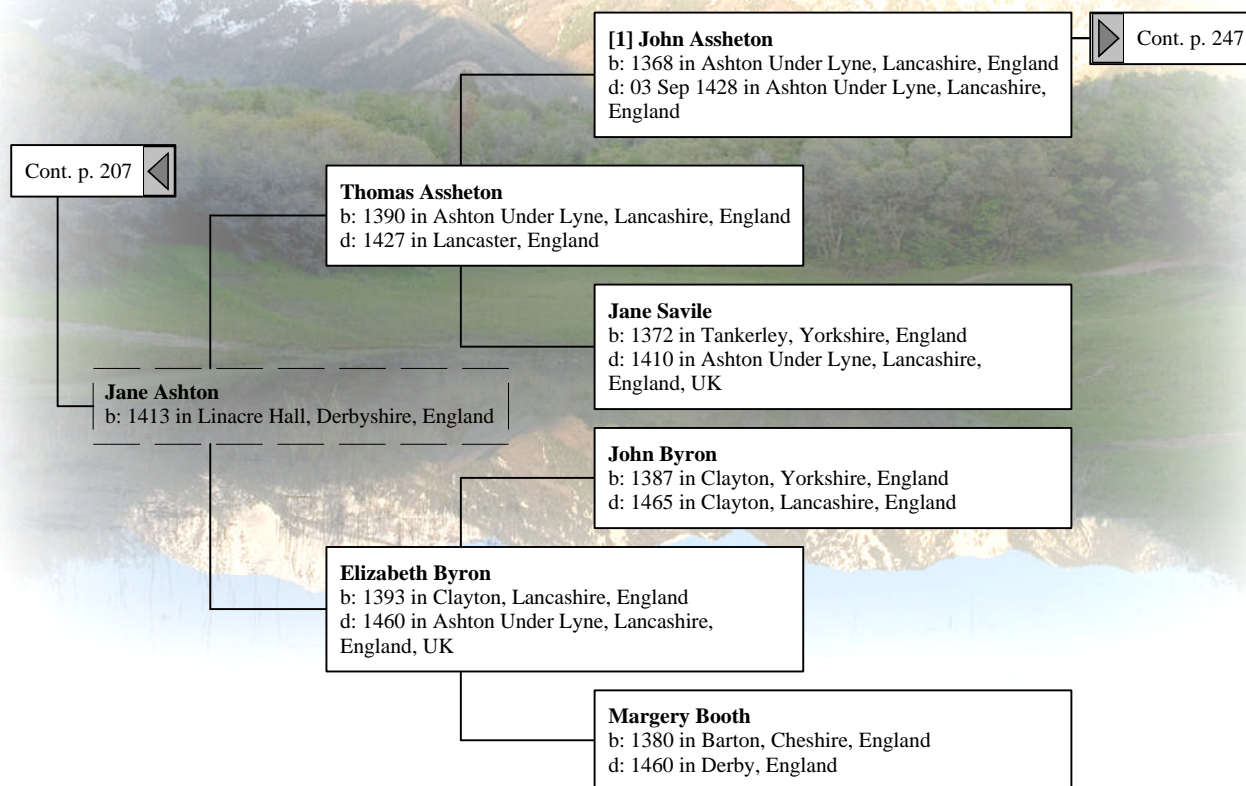 [1] John Assheton
b: 1368 in Ashton Under Lyne, Lancashire, England
d: 03 Sep 1428 in Ashton Under Lyne, Lancashire,
England
Cont. p. 247
Cont. p. 207
Thomas Assheton
b: 1390 in Ashton Under Lyne, Lancashire, England
d: 1427 in Lancaster, England
Jane Savile
b: 1372 in Tankerley, Yorkshire, England
d: 1410 in Ashton Under Lyne, Lancashire,
England, UK
Jane Ashton
b: 1413 in Linacre Hall, Derbyshire, England
John Byron
b: 1387 in Clayton, Yorkshire, England
d: 1465 in Clayton, Lancashire, England
Elizabeth Byron
b: 1393 in Clayton, Lancashire, England
d: 1460 in Ashton Under Lyne, Lancashire,
England, UK
Margery Booth
b: 1380 in Barton, Cheshire, England
d: 1460 in Derby, England